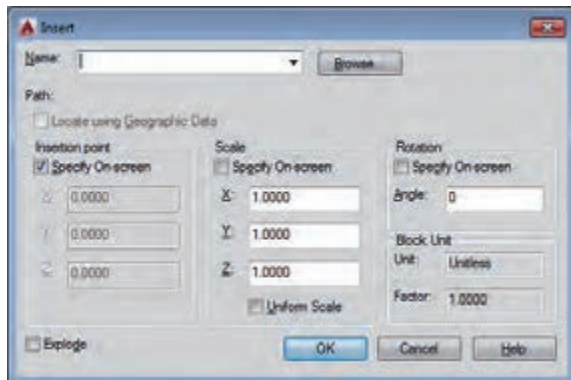 Insert
Name:
Browse...
Path:
Locate using Geographic Data
Insertion point
Specify On-screen
X: 0.0000
Y: 0.0000
Z: 0.0000
Scale
Specify On-screen
X: 1.0000
Y: 1.0000
Z: 1.0000
Uniform Scale
Rotation
Specify On-screen
Angle: 0
Block Unit
Unit: Unitless
Factor: 1.0000
Explode
OK
Cancel
Help